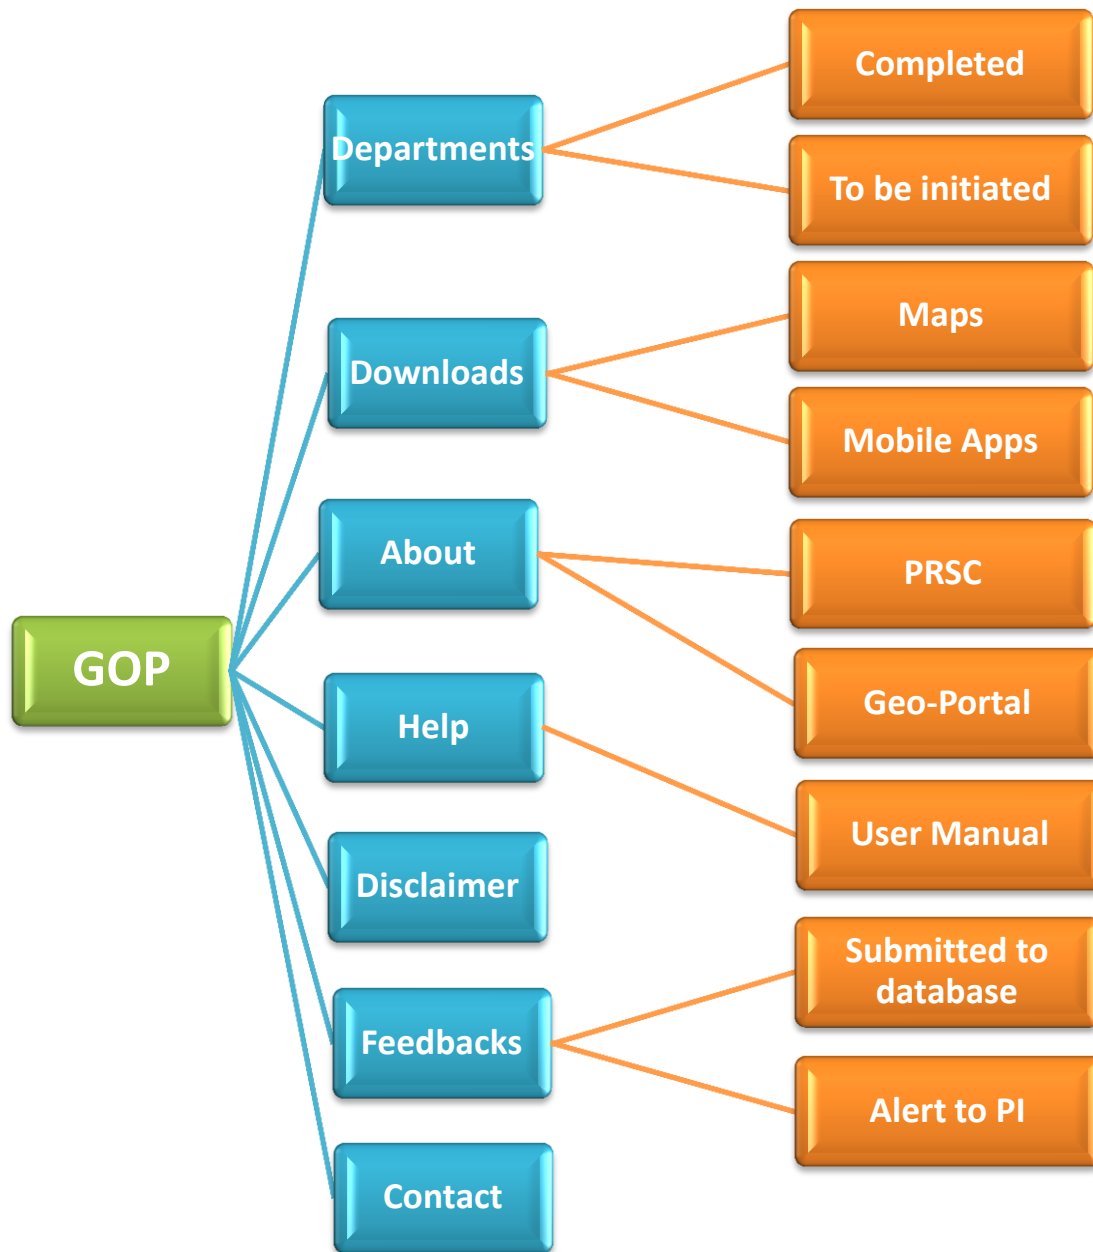 GOP
Departments
Completed
To be initiated
Downloads
Maps
Mobile Apps
About
PRSC
Geo-Portal
Help
User Manual
Disclaimer
Feedbacks
Submitted to
database
Alert to PI
Contact